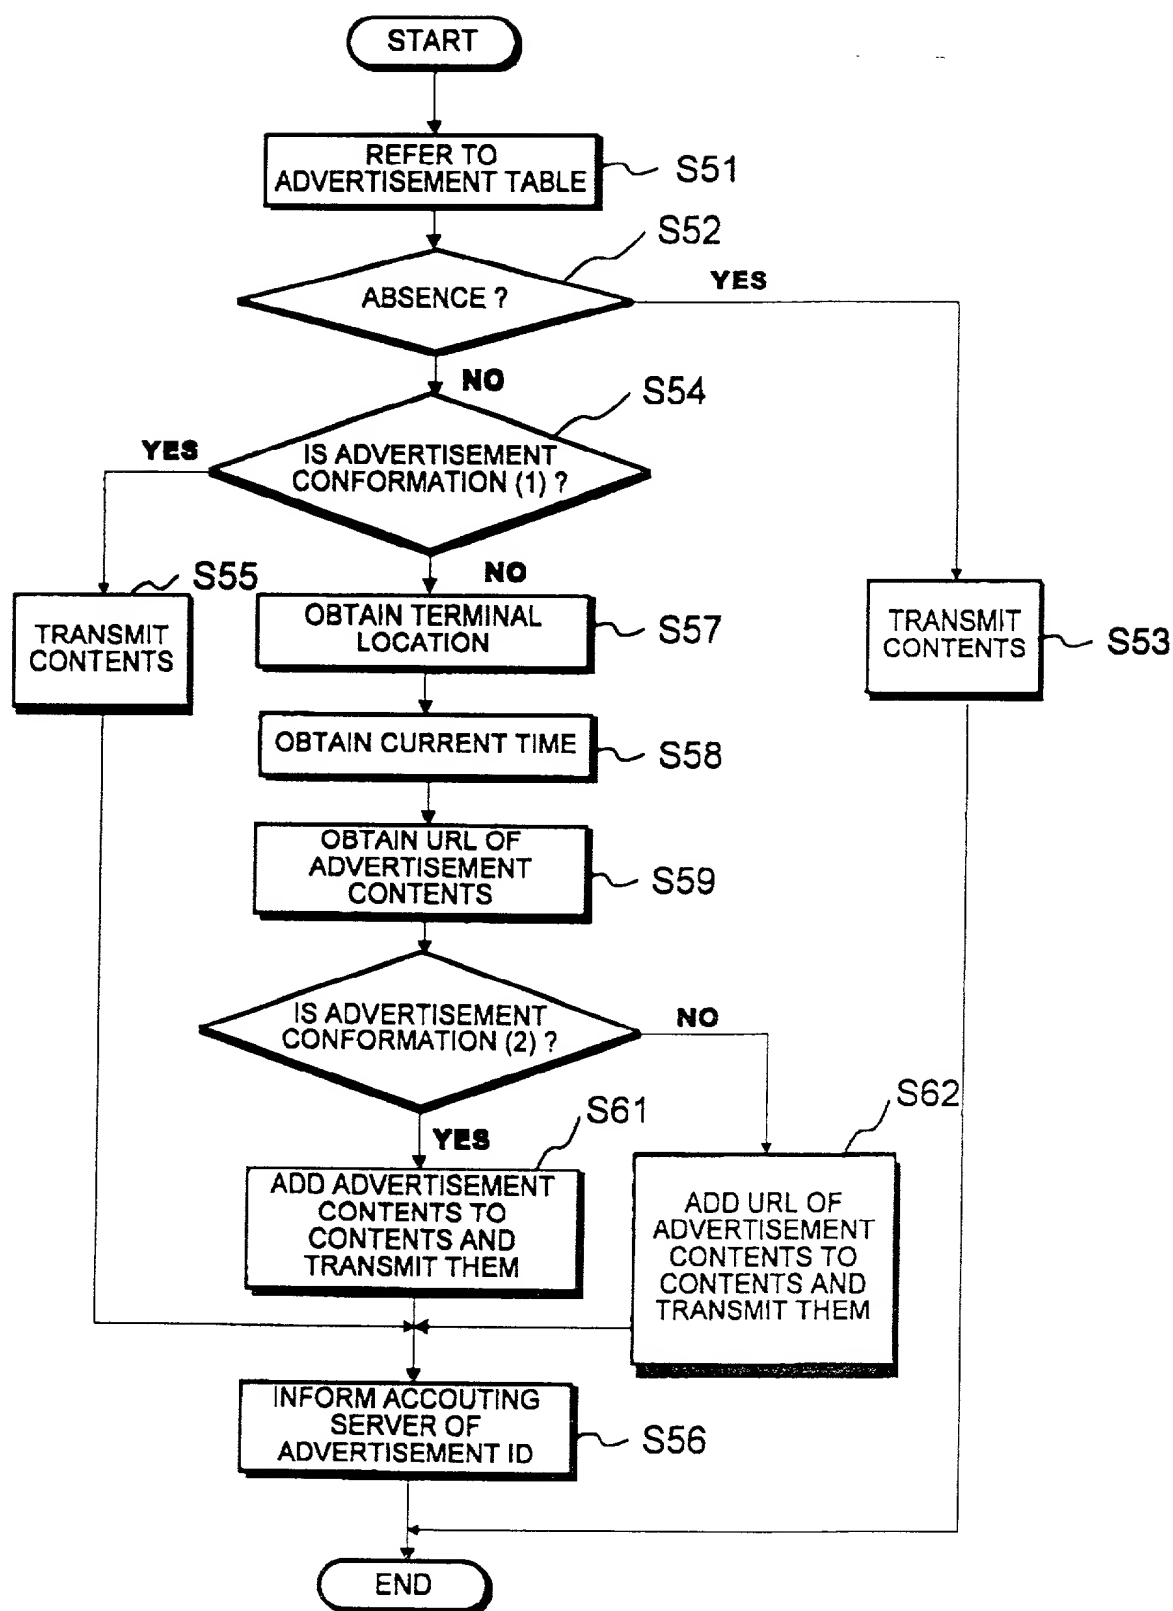 START
REFER TO
ADVERTISEMENT TABLE
S51
S52
ABSENCE ?
YES
NO
S54
YES
IS ADVERTISEMENT
CONFORMATION (1) ?
NO
S55
TRANSMIT
CONTENTS
OBTAIN TERMINAL
LOCATION
S57
TRANSMIT
CONTENTS
S53
OBTAIN CURRENT TIME
S58
OBTAIN URL OF
ADVERTISEMENT
CONTENTS
S59
IS ADVERTISEMENT
CONFORMATION (2) ?
NO
YES
S61
S62
ADD ADVERTISEMENT
CONTENTS TO
CONTENTS AND
TRANSMIT THEM
ADD URL OF
ADVERTISEMENT
CONTENTS TO
CONTENTS AND
TRANSMIT THEM
INFORM ACCOUTING
SERVER OF
ADVERTISEMENT ID
S56
END